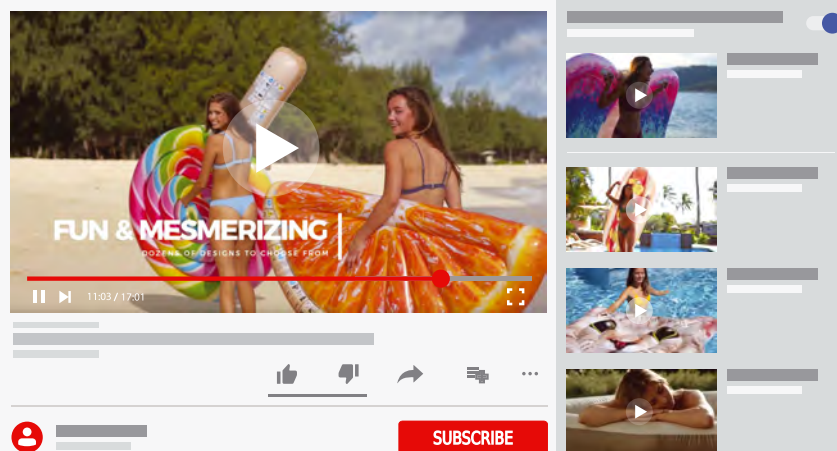 FUN & MESMERIZING
DOZENS OF DESIGNS TO CHOOSE FROM
11:03 / 17:01
SUBSCRIBE